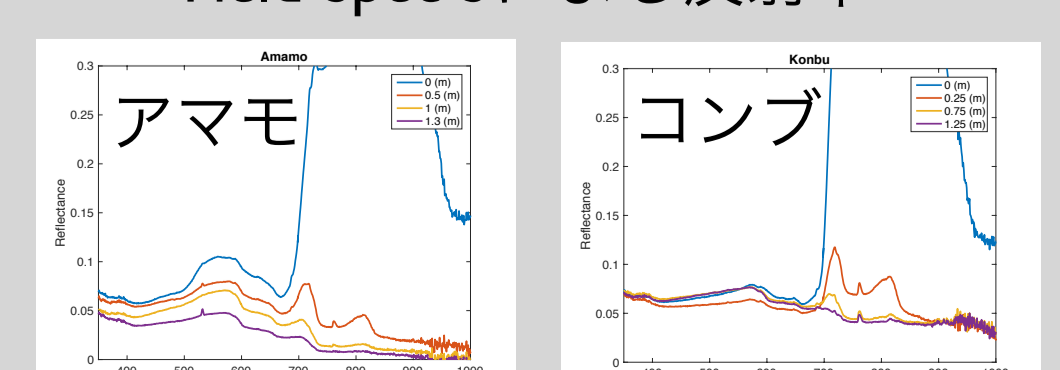 Amamo
アマモ
0 (m)
0.5 (m)
1 (m)
1.3 (m)
Reflectance
0.3
0.25
0.2
0.15
0.1
0.05
0
Konbu
コンブ
0 (m)
0.25 (m)
0.75 (m)
1.25 (m)
Reflectance
0.3
0.25
0.2
0.15
0.1
0.05
0